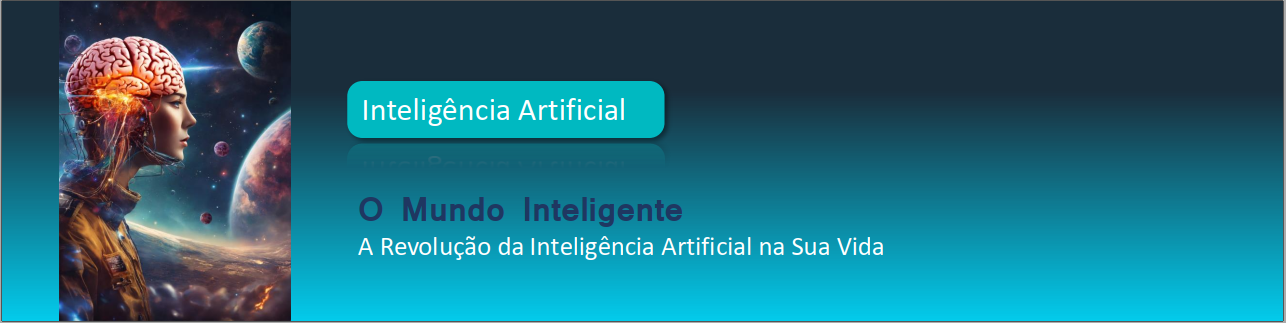 Inteligência Artificial
O Mundo Inteligente
A Revolução da Inteligência Artificial na Sua Vida